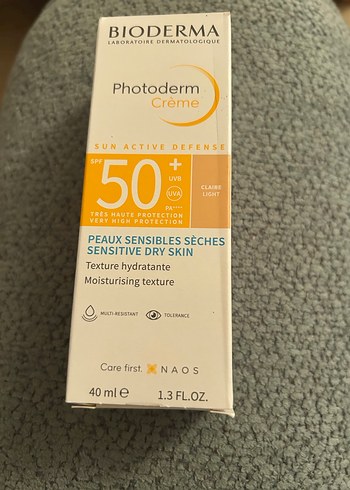 BIODERMA
LABORATOIRE DERMATOLOGIQUE
Photoderm
Crème
SUN ACTIVE DEFENSE
SPF 50+
UVB
UVA
PA++++
CLAIRE
LIGHT
TRÈS HAUTE PROTECTION
VERY HIGH PROTECTION
PEAUX SENSIBLES SÈCHES
SENSITIVE DRY SKIN
Texture hydratante
Moisturising texture
MULTI-RESISTANT TOLERANCE
Care first. NAOS
40 ml ℮ 1.3 FL.OZ.